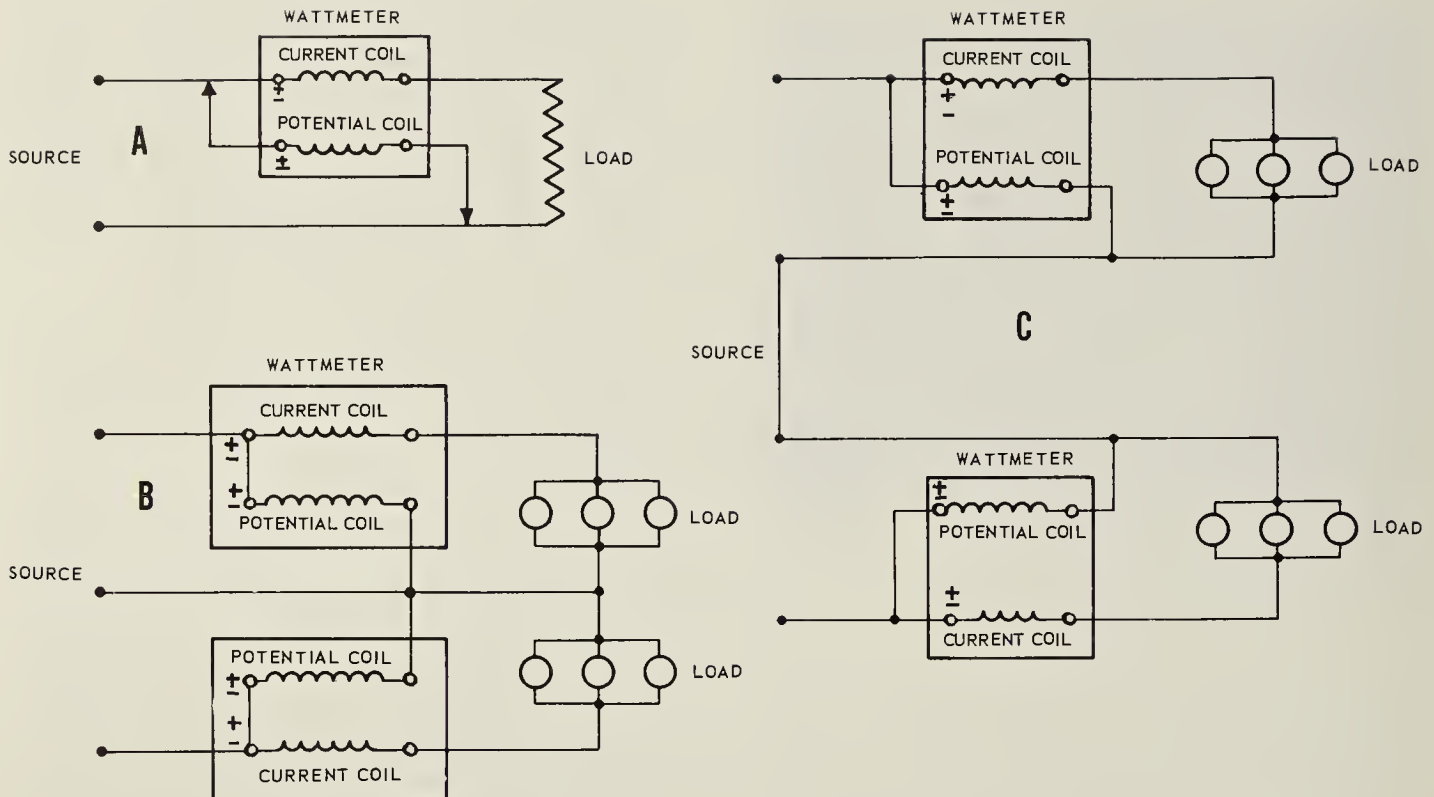 WATTMETER
CURRENT COIL
±
POTENTIAL COIL
±
SOURCE
A
LOAD
WATTMETER
CURRENT COIL
+
-
POTENTIAL COIL
±
LOAD
C
SOURCE
WATTMETER
±
POTENTIAL COIL
±
CURRENT COIL
LOAD
WATTMETER
CURRENT COIL
±
±
POTENTIAL COIL
B
LOAD
SOURCE
POTENTIAL COIL
±
+
-
CURRENT COIL
LOAD